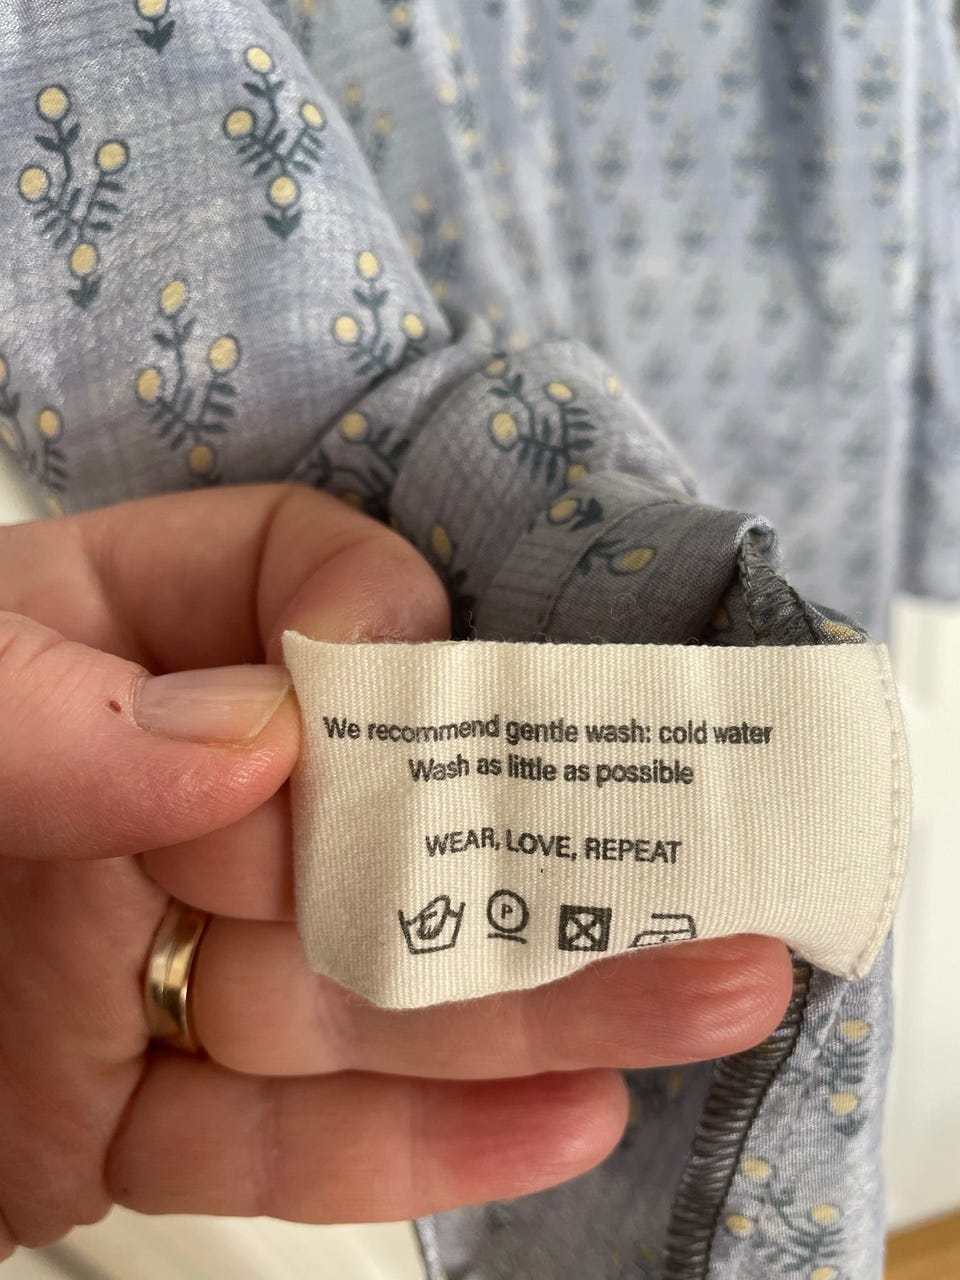 We recommend gentle wash: cold water
Wash as little as possible
WEAR, LOVE, REPEAT
P